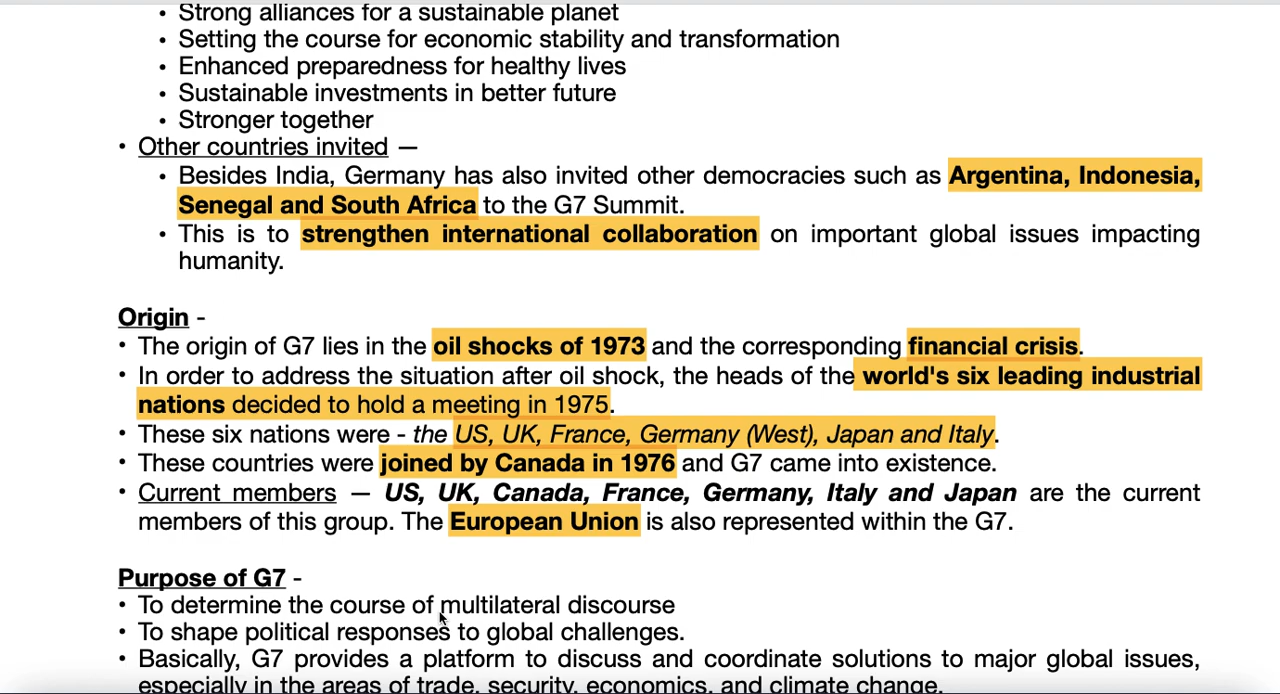 • Strong alliances for a sustainable planet
• Setting the course for economic stability and transformation
• Enhanced preparedness for healthy lives
• Sustainable investments in better future
• Stronger together
• Other countries invited —
• Besides India, Germany has also invited other democracies such as Argentina, Indonesia,
Senegal and South Africa to the G7 Summit.
• This is to strengthen international collaboration on important global issues impacting
humanity.
Origin -
• The origin of G7 lies in the oil shocks of 1973 and the corresponding financial crisis.
• In order to address the situation after oil shock, the heads of the world's six leading industrial
nations decided to hold a meeting in 1975.
• These six nations were - the US, UK, France, Germany (West), Japan and Italy.
• These countries were joined by Canada in 1976 and G7 came into existence.
• Current members — US, UK, Canada, France, Germany, Italy and Japan are the current
members of this group. The European Union is also represented within the G7.
Purpose of G7 -
• To determine the course of multilateral discourse
• To shape political responses to global challenges.
• Basically, G7 provides a platform to discuss and coordinate solutions to major global issues,
especially in the areas of trade, security, economics, and climate change.